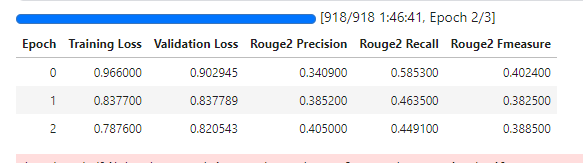 [918/918 1:46:41, Epoch 2/3]
Epoch Training Loss Validation Loss Rouge2 Precision Rouge2 Recall Rouge2 Fmeasure
0 0.966000 0.902945 0.340900 0.585300 0.402400
1 0.837700 0.837789 0.385200 0.463500 0.382500
2 0.787600 0.820543 0.405000 0.449100 0.388500